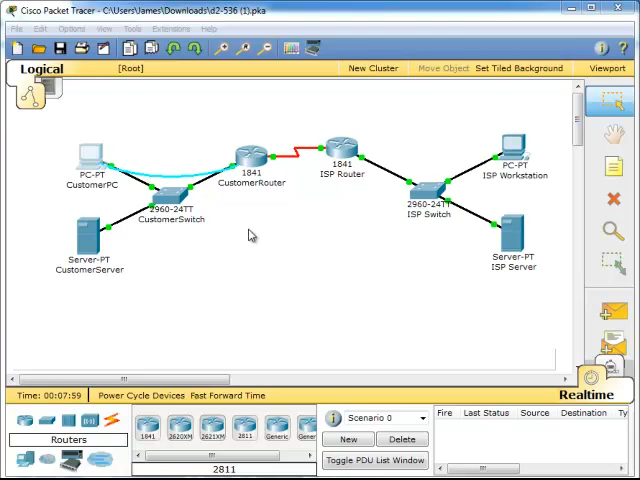 Cisco Packet Tracer - C:\Users\James\Downloads\d2-536 (1).pka
File Edit Options View Tools Extensions Help
Logical [Root] New Cluster Move Object Set Tiled Background Viewport
PC-PT
CustomerPC
1841
CustomerRouter
1841
ISP Router
PC-PT
ISP Workstation
2960-24TT
CustomerSwitch
2960-24TT
ISP Switch
Server-PT
CustomerServer
Server-PT
ISP Server
Time: 00:07:59 Power Cycle Devices Fast Forward Time Realtime
Routers
1841 2620XM 2621XM 2811 Generic Generi
2811
Scenario 0
New Delete
Toggle PDU List Window
Fire Last Status Source Destination Ty